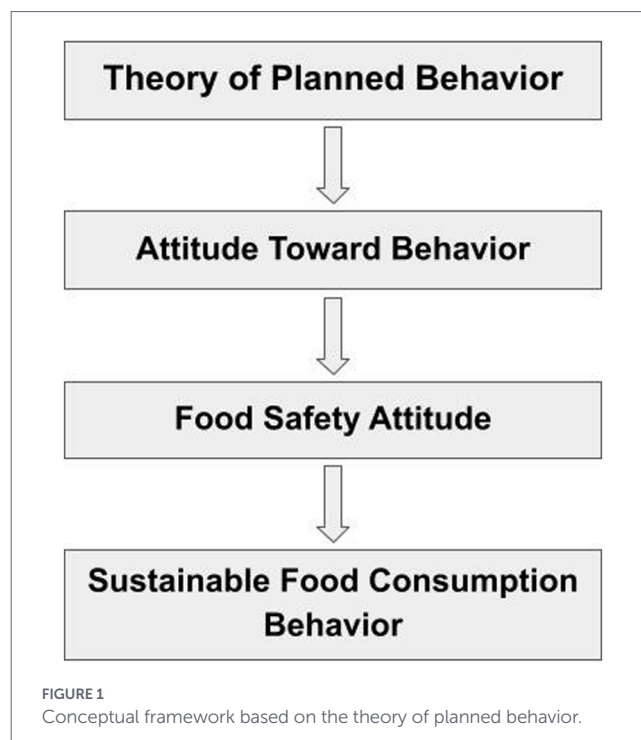 Theory of Planned Behavior
Attitude Toward Behavior
Food Safety Attitude
Sustainable Food Consumption
Behavior
FIGURE 1
Conceptual framework based on the theory of planned behavior.